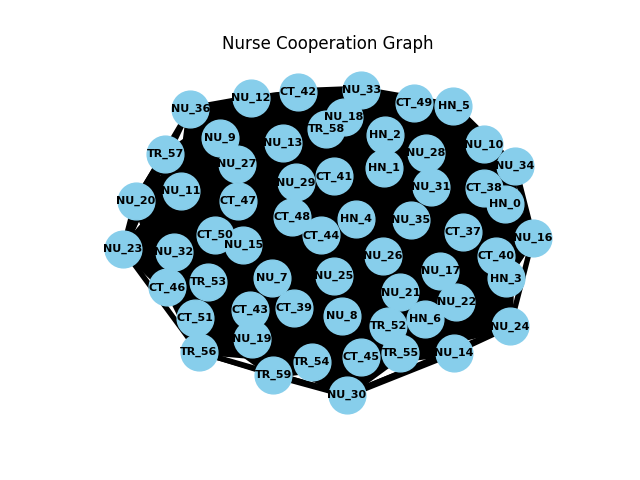 Nurse Cooperation Graph
NU_33
CT_42
NU_12
CT_49
HN_5
NU_36
NU_18
TR_58
HN_2
NU_9
NU_13
NU_10
NU_28
TR_57
NU_27
NU_34
HN_1
CT_41
NU_29
NU_31
CT_38
NU_11
NU_20
CT_47
HN_0
CT_48
HN_4
NU_35
CT_37
CT_50
CT_44
NU_16
NU_15
NU_23
NU_32
NU_26
CT_40
NU_17
NU_25
NU_7
HN_3
TR_53
CT_46
NU_21
NU_22
CT_39
CT_43
NU_8
CT_51
HN_6
TR_52
NU_24
NU_19
TR_56
TR_55
NU_14
CT_45
TR_54
TR_59
NU_30